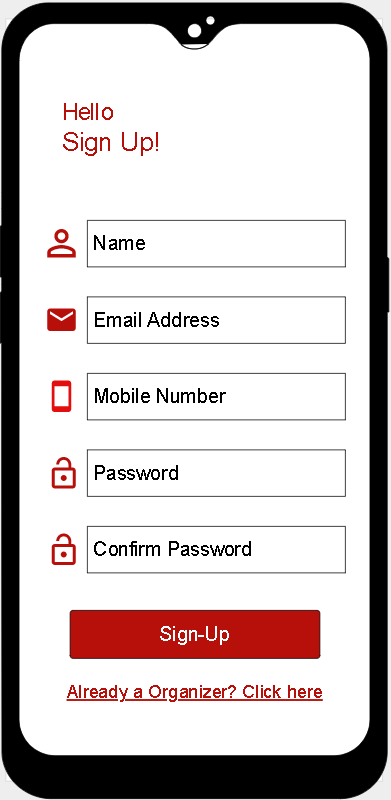 Hello
Sign Up!
Name
Email Address
Mobile Number
Password
Confirm Password
Sign-Up
Already a Organizer? Click here